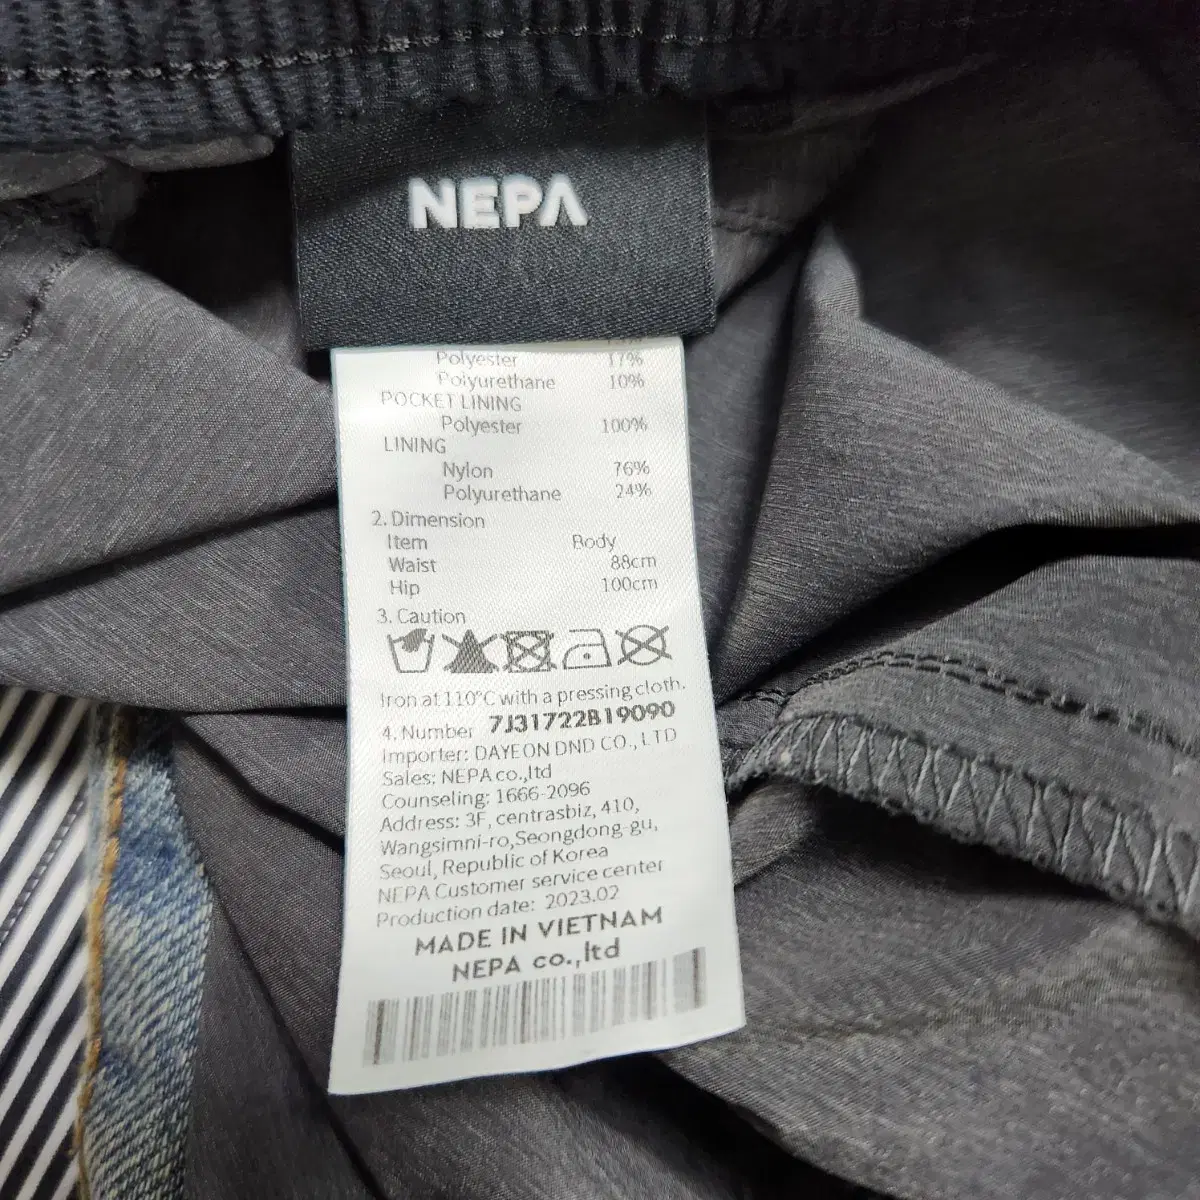 NEPA
Polyester 17%
Polyurethane 10%
POCKET LINING
Polyester 100%
LINING
Nylon 76%
Polyurethane 24%
2. Dimension
Item Body
Waist 88cm
Hip 100cm
3. Caution
Iron at 110°C with a pressing cloth.
4. Number 7J31722B19090
Importer: DAYEON DND CO., LTD
Sales: NEPA co.,ltd
Counseling: 1666-2096
Address: 3F, centrasbiz, 410,
Wangsimni-ro,Seongdong-gu,
Seoul, Republic of Korea
NEPA Customer service center
Production date: 2023.02
MADE IN VIETNAM
NEPA co.,ltd